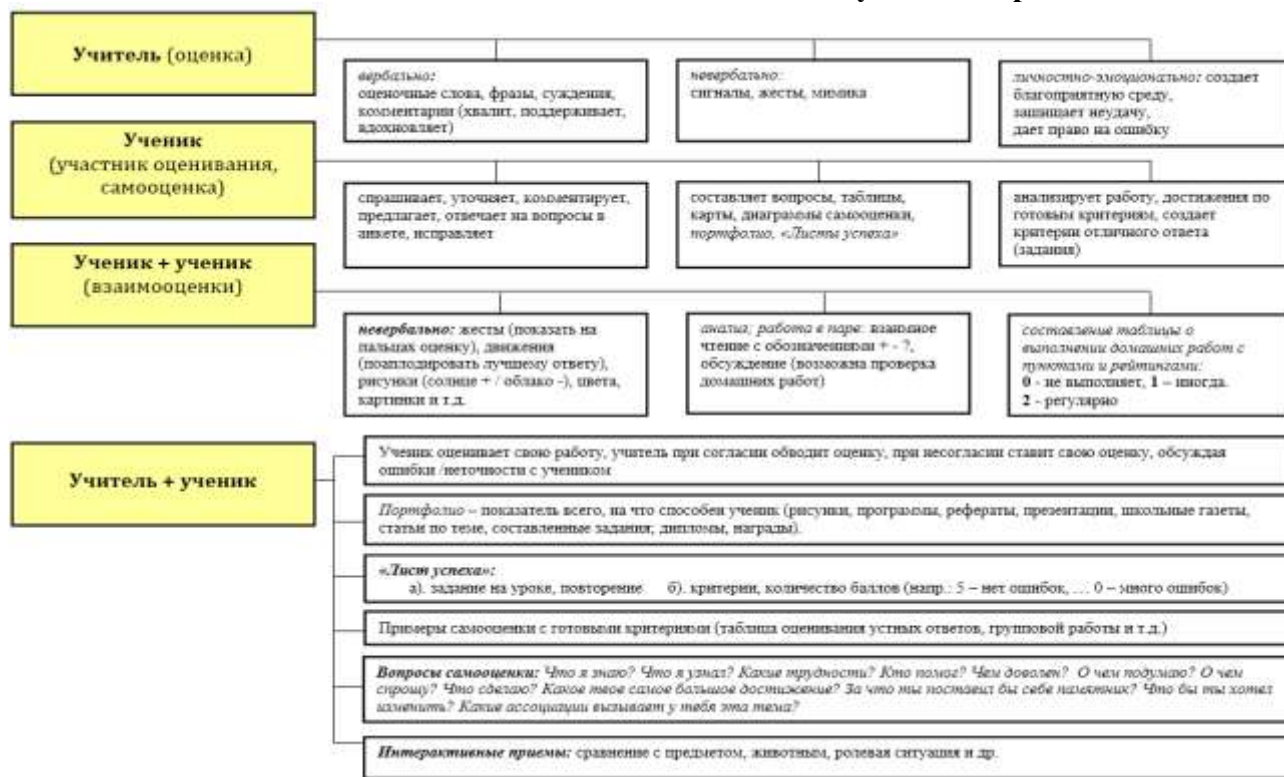 Учитель (оценка)
вербально:
оценочные слова, фразы, суждения,
комментарии (хвалит, поддерживает,
вдохновляет)
невербально:
сигналы, жесты, мимика
личностно-эмоционально: создает
благоприятную среду,
защищает неудачу,
дает право на ошибку
Ученик
(участник оценивания,
самооценка)
спрашивает, уточняет, комментирует,
предлагает, отвечает на вопросы в
анкете, исправляет
составляет вопросы, таблицы,
карты, диаграммы самооценки,
портфолио, «Листы успеха»
анализирует работу, достижения по
готовым критериям, создает
критерии отличного ответа
(задания)
Ученик + ученик
(взаимооценки)
невербально: жесты (показать на
пальцах оценку), движения
(поаплодировать лучшему ответу),
рисунки (солнце + / облако -), цвета,
картинки и т.д.
анализ; работа в паре: взаимное
чтение с обозначениями + - ?,
обсуждение (возможна проверка
домашних работ)
составление таблицы о
выполнении домашних работ с
пунктами и рейтингами:
0 - не выполняет, 1 – иногда.
2 - регулярно
Учитель + ученик
Ученик оценивает свою работу, учитель при согласии обводит оценку, при несогласии ставит свою оценку, обсуждая
ошибки /неточности с учеником
Портфолио – показатель всего, на что способен ученик (рисунки, программы, рефераты, презентации, школьные газеты,
статьи по теме, составленные задания; дипломы, награды).
«Лист успеха»:
а). задание на уроке, повторение б). критерии, количество баллов (напр.: 5 – нет ошибок, … 0 – много ошибок)
Примеры самооценки с готовыми критериями (таблица оценивания устных ответов, групповой работы и т.д.)
Вопросы самооценки: Что я знаю? Что я узнал? Какие трудности? Кто помог? Чем доволен? О чем подумаю? О чем
спрошу? Что сделаю? Какое твое самое большое достижение? За что ты поставил бы себе памятник? Что бы ты хотел
изменить? Какие ассоциации вызывает у тебя эта тема?
Интерактивные приемы: сравнение с предметом, животным, ролевая ситуация и др.